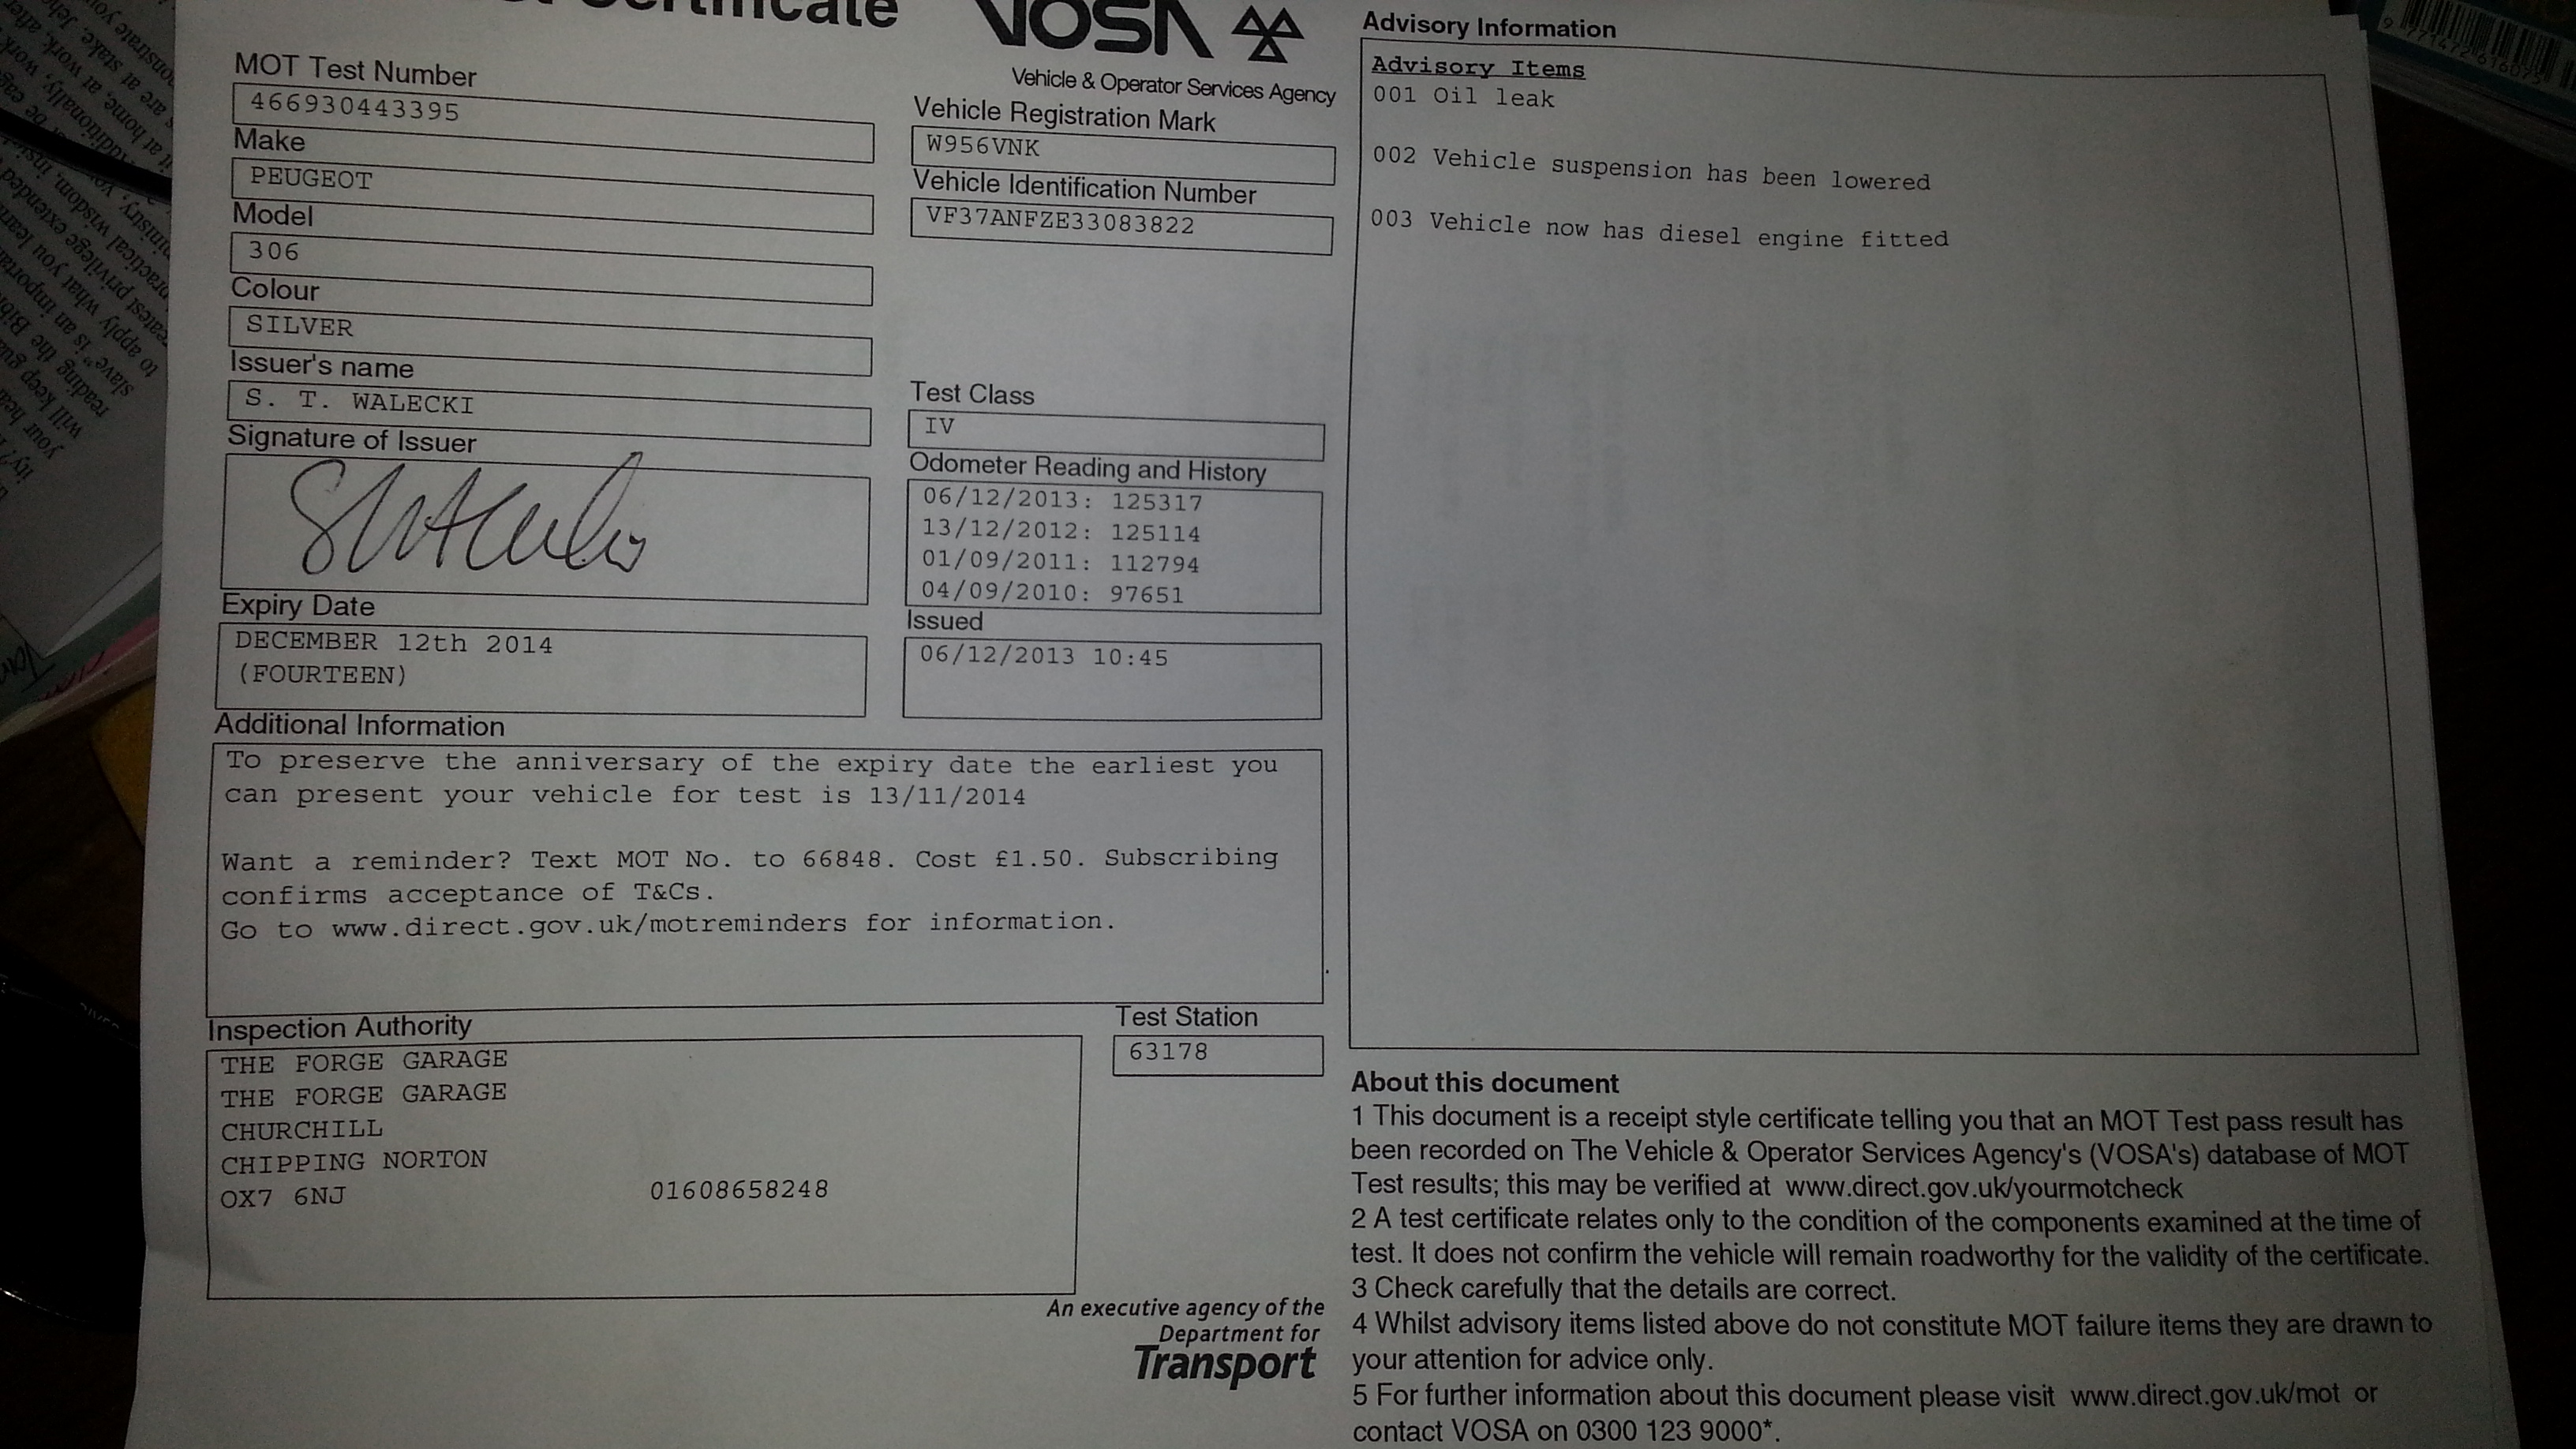 Certificate
VOSA
Vehicle & Operator Services Agency
MOT Test Number
466930443395
Make
PEUGEOT
Model
306
Colour
SILVER
Issuer's name
S. T. WALECKI
Signature of Issuer
Expiry Date
DECEMBER 12th 2014
(FOURTEEN)
Vehicle Registration Mark
W956VNK
Vehicle Identification Number
VF37ANFZE33083822
Test Class
IV
Odometer Reading and History
06/12/2013: 125317
13/12/2012: 125114
01/09/2011: 112794
04/09/2010: 97651
Issued
06/12/2013 10:45
Additional Information
To preserve the anniversary of the expiry date the earliest you
can present your vehicle for test is 13/11/2014
Want a reminder? Text MOT No. to 66848. Cost £1.50. Subscribing
confirms acceptance of T&Cs.
Go to www.direct.gov.uk/motreminders for information.
Inspection Authority
THE FORGE GARAGE
THE FORGE GARAGE
CHURCHILL
CHIPPING NORTON
OX7 6NJ 01608658248
Test Station
63178
An executive agency of the
Department for
Transport
Advisory Information
Advisory Items
001 Oil leak
002 Vehicle suspension has been lowered
003 Vehicle now has diesel engine fitted
About this document
1 This document is a receipt style certificate telling you that an MOT Test pass result has
been recorded on The Vehicle & Operator Services Agency's (VOSA's) database of MOT
Test results; this may be verified at www.direct.gov.uk/yourmotcheck
2 A test certificate relates only to the condition of the components examined at the time of
test. It does not confirm the vehicle will remain roadworthy for the validity of the certificate.
3 Check carefully that the details are correct.
4 Whilst advisory items listed above do not constitute MOT failure items they are drawn to
your attention for advice only.
5 For further information about this document please visit www.direct.gov.uk/mot or
contact VOSA on 0300 123 9000*.